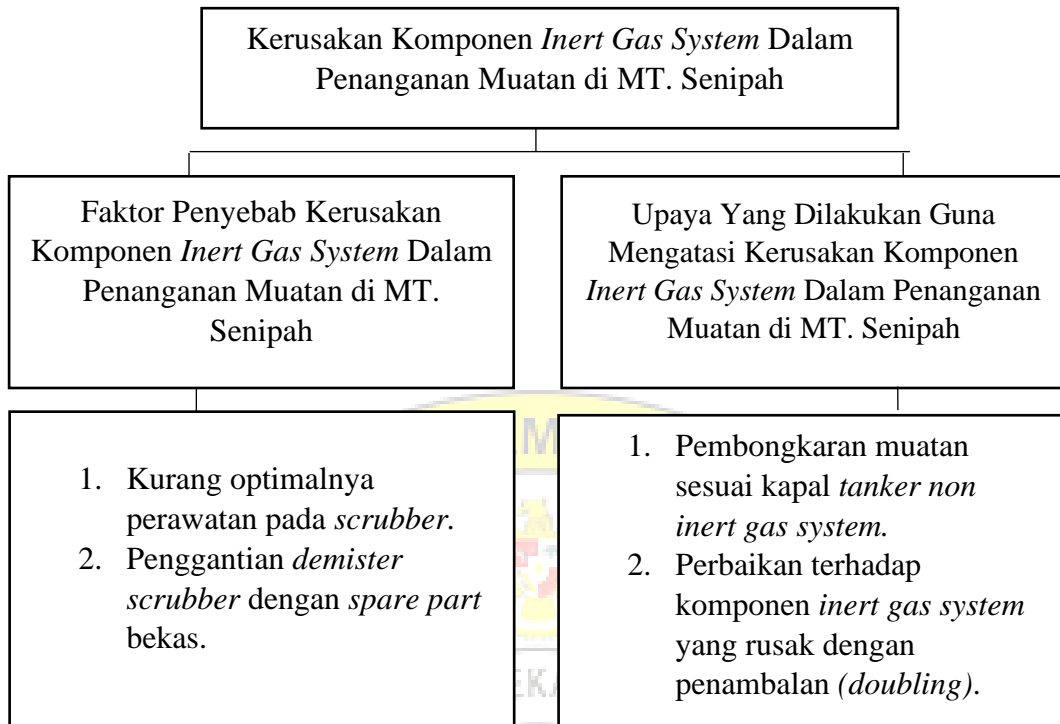 Kerusakan Komponen Inert Gas System Dalam
Penanganan Muatan di MT. Senipah
Faktor Penyebab Kerusakan
Komponen Inert Gas System Dalam
Penanganan Muatan di MT.
Senipah
Upaya Yang Dilakukan Guna
Mengatasi Kerusakan Komponen
Inert Gas System Dalam Penanganan
Muatan di MT. Senipah
1. Kurang optimalnya
perawatan pada scrubber.
2. Penggantian demister
scrubber dengan spare part
bekas.
1. Pembongkaran muatan
sesuai kapal tanker non
inert gas system.
2. Perbaikan terhadap
komponen inert gas system
yang rusak dengan
penambalan (doubling).